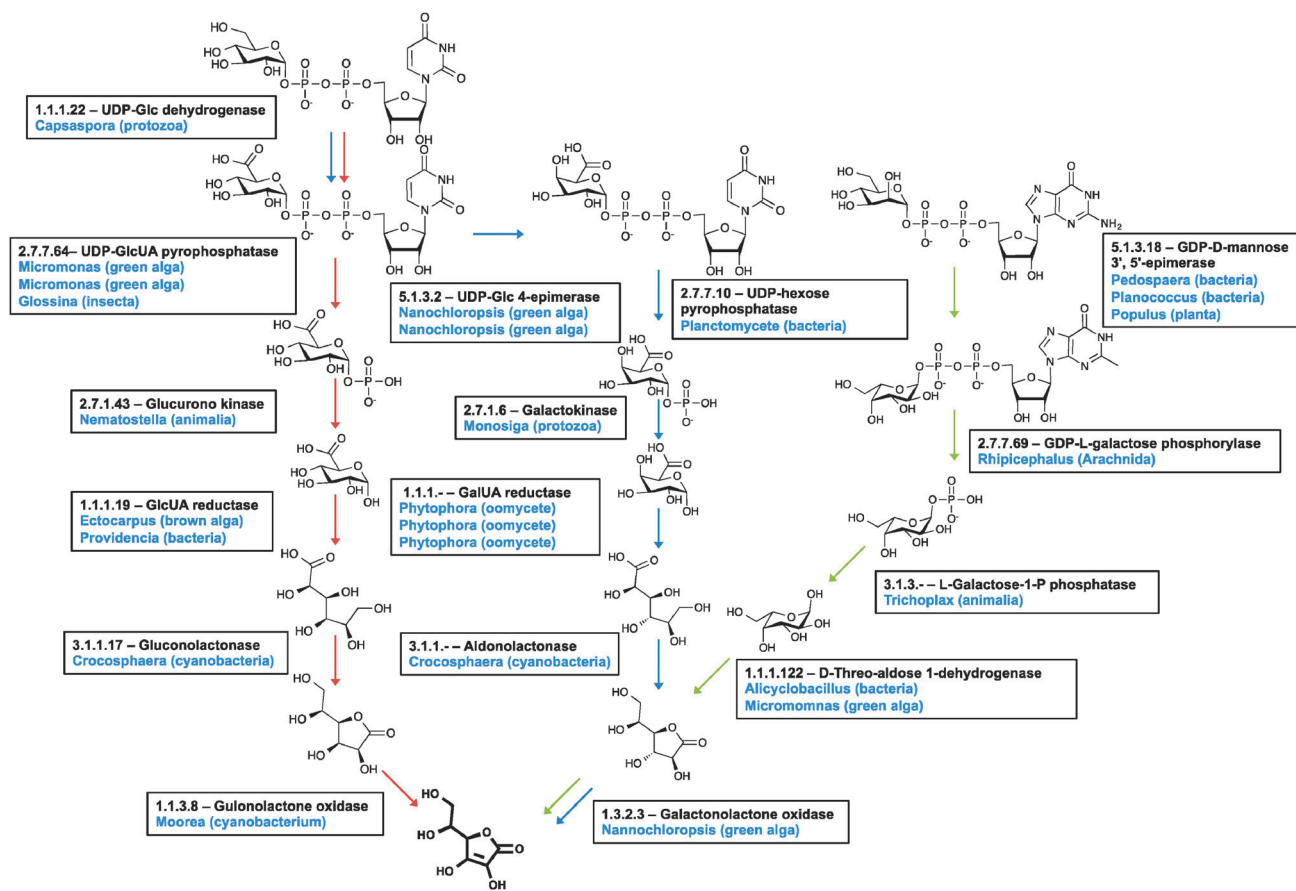 1.1.1.22 – UDP-Glc dehydrogenase
Capsaspora (protozoa)
2.7.7.64– UDP-GlcUA pyrophosphatase
Micromonas (green alga)
Micromonas (green alga)
Glossina (insecta)
5.1.3.2 – UDP-Glc 4-epimerase
Nanochloropsis (green alga)
Nanochloropsis (green alga)
2.7.7.10 – UDP-hexose
pyrophosphatase
Planctomycete (bacteria)
5.1.3.18 – GDP-D-mannose
3', 5'-epimerase
Pedospaera (bacteria)
Planococcus (bacteria)
Populus (planta)
2.7.1.43 – Glucurono kinase
Nematostella (animalia)
2.7.1.6 – Galactokinase
Monosiga (protozoa)
2.7.7.69 – GDP-L-galactose phosphorylase
Rhipicephalus (Arachnida)
1.1.1.19 – GlcUA reductase
Ectocarpus (brown alga)
Providencia (bacteria)
1.1.1.- – GalUA reductase
Phytophora (oomycete)
Phytophora (oomycete)
Phytophora (oomycete)
3.1.3.- – L-Galactose-1-P phosphatase
Trichoplax (animalia)
3.1.1.17 – Gluconolactonase
Crocosphaera (cyanobacteria)
3.1.1.- – Aldonolactonase
Crocosphaera (cyanobacteria)
1.1.1.122 – D-Threo-aldose 1-dehydrogenase
Alicyclobacillus (bacteria)
Micromomnas (green alga)
1.1.3.8 – Gulonolactone oxidase
Moorea (cyanobacterium)
1.3.2.3 – Galactonolactone oxidase
Nannochloropsis (green alga)